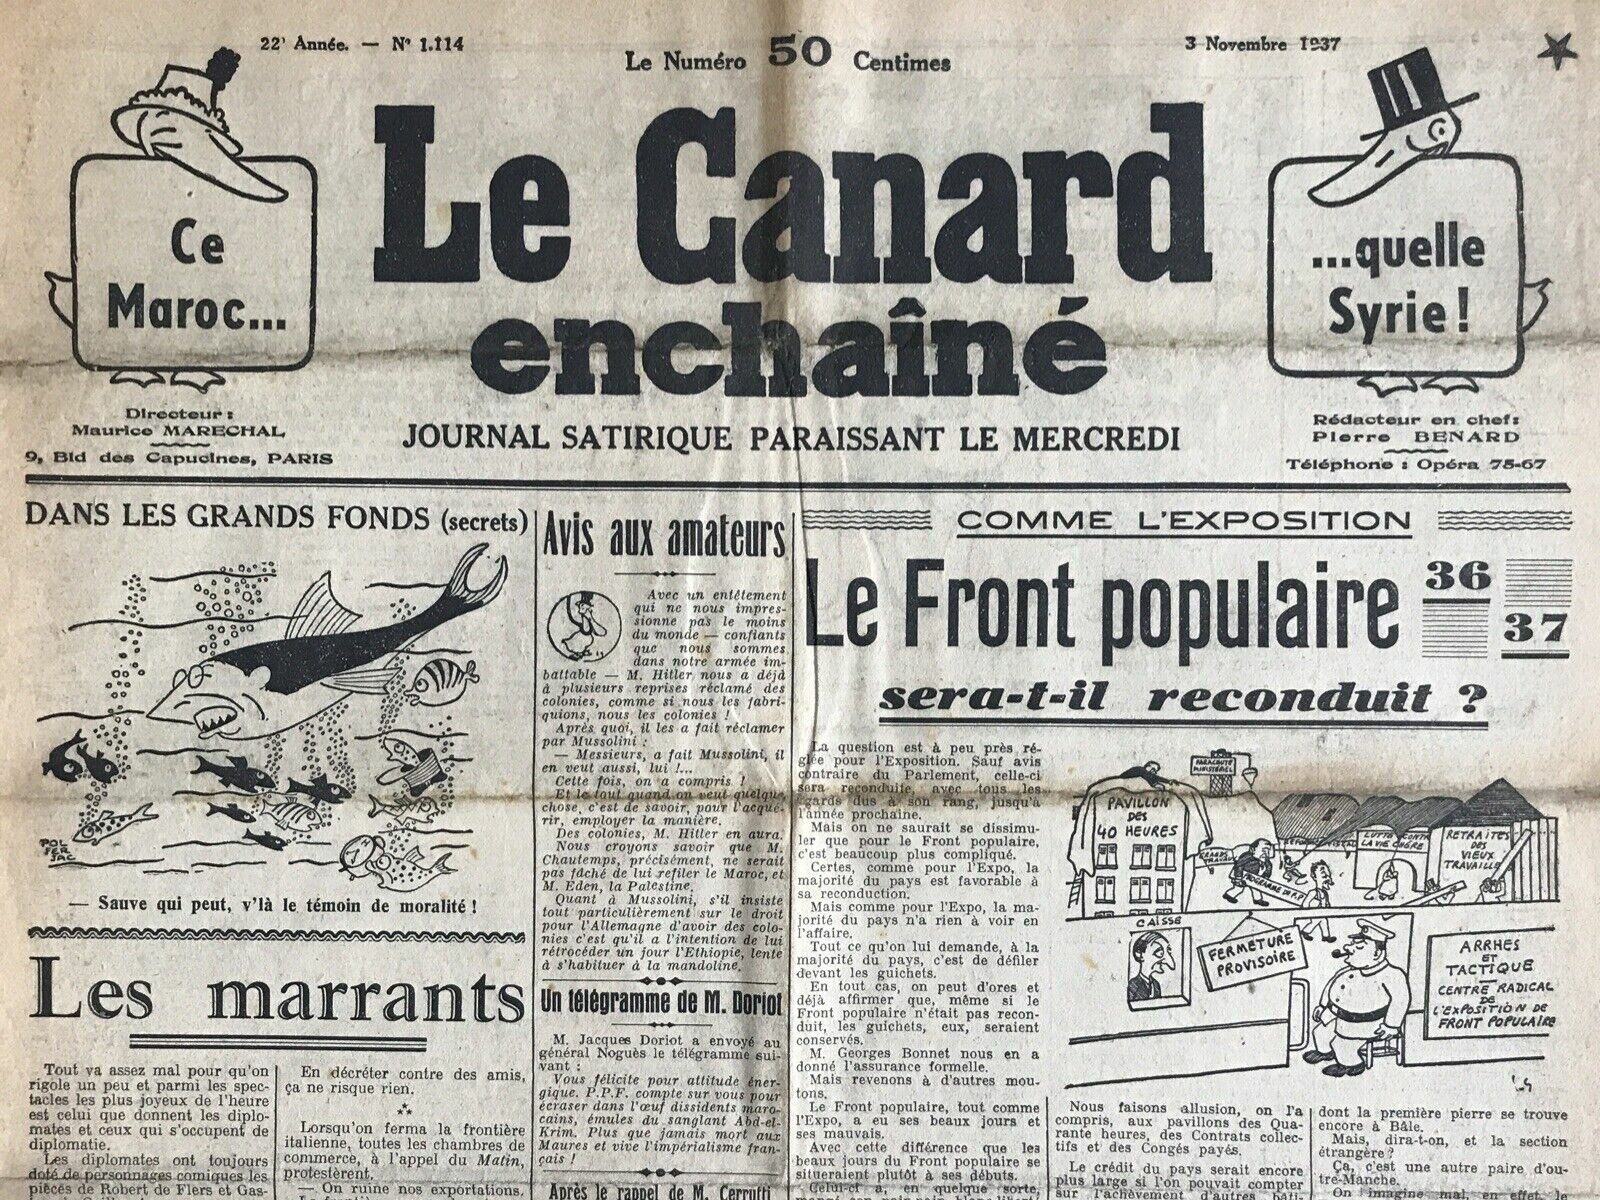 22e Année. — N° 1.114
Le Numéro 50 Centimes
3 Novembre 1937
Ce
Maroc...
Le Canard
enchaîné
...quelle
Syrie !
Directeur :
Maurice MARECHAL
9, Bld des Capucines, PARIS
JOURNAL SATIRIQUE PARAISSANT LE MERCREDI
Rédacteur en chef :
Pierre BENARD
Téléphone : Opéra 75-67
DANS LES GRANDS FONDS (secrets)
POL
FER
JAC
— Sauve qui peut, v'là le témoin de moralité !
Les marrants
Tout va assez mal pour qu'on
rigole un peu et parmi les spec-
tacles les plus joyeux de l'heure
est celui que donnent les diplo-
mates et ceux qui s'occupent de
diplomatie.
Les diplomates ont toujours
doté de personnages comiques les
pièces de Robert de Flers et Gas-
En décréter contre des amis,
ça ne risque rien.
Lorsqu'on ferma la frontière
italienne, toutes les chambres de
commerce, à l'appel du Matin,
protestèrent.
— On ruine nos exportations.
Avis aux amateurs
Avec un entêtement
qui ne nous impres-
sionne pas le moins
du monde — confiants
que nous sommes
dans notre armée im-
battable — M. Hitler nous a déjà
à plusieurs reprises réclamé des
colonies, comme si nous les fabri-
quions, nous les colonies !
Après quoi, il les a fait réclamer
par Mussolini :
— Messieurs, a fait Mussolini, il
en veut aussi, lui !...
Cette fois, on a compris !
Et le tout quand on veut quelque
chose, c'est de savoir, pour l'acqué-
rir, employer la manière.
Des colonies, M. Hitler en aura.
Nous croyons savoir que M.
Chautemps, précisément, ne serait
pas fâché de lui refiler le Maroc, et
M. Eden, la Palestine.
Quant à Mussolini, s'il insiste
tout particulièrement sur le droit
pour l'Allemagne d'avoir des colo-
nies c'est qu'il a l'intention de lui
rétrocéder un jour l'Ethiopie, lente
à s'habituer à la mandoline.
Un télégramme de M. Doriot
M. Jacques Doriot a envoyé au
général Noguès le télégramme sui-
vant :
Vous félicite pour attitude éner-
gique. P.P.F. compte sur vous pour
écraser dans l'œuf dissidents maro-
cains, émules du sanglant Abd-el-
Krim. Plus que jamais mort aux
Maures et vive l'impérialisme fran-
çais !
Après le rappel de M. Cerrutti
COMME L'EXPOSITION
Le Front populaire 36
37
sera-t-il reconduit ?
La question est à peu près ré-
glée pour l'Exposition. Sauf avis
contraire du Parlement, celle-ci
sera reconduite, avec tous les
égards dus à son rang, jusqu'à
l'année prochaine.
Mais on ne saurait se dissimu-
ler que pour le Front populaire,
c'est beaucoup plus compliqué.
Certes, comme pour l'Expo, la
majorité du pays est favorable à
sa reconduction.
Mais comme pour l'Expo, la ma-
jorité du pays n'a rien à voir en
l'affaire.
Tout ce qu'on lui demande, à la
majorité du pays, c'est de défiler
devant les guichets.
En tout cas, on peut d'ores et
déjà affirmer que, même si le
Front populaire n'était pas recon-
duit, les guichets, eux, seraient
conservés.
M. Georges Bonnet nous en a
donné l'assurance formelle.
Mais revenons à d'autres mou-
tons.
Le Front populaire, tout comme
l'Expo, a eu ses beaux jours et
ses mauvais.
Avec cette différence que les
beaux jours du Front populaire se
situeraient plutôt à ses débuts.
Celui-ci a, en quelque sorte,
PARACHUTE
MINISTÉRIEL
PAVILLON
DES
40 HEURES
GRANDS
TRAVAUX
PROGRAMME DU F.P.
LUTTE CONTRE
LA VIE CHÈRE
RETRAITES
DES
VIEUX
TRAVAILLE
CAISSE
FERMETURE
PROVISOIRE
ARRHES
ET
TACTIQUE
CENTRE RADICAL
DE
L'EXPOSITION DE
FRONT POPULAIRE
Nous faisons allusion, on l'a
compris, aux pavillons des Qua-
rante heures, des Contrats collec-
tifs et des Congés payés.
Le crédit du pays serait encore
plus large si l'on pouvait compter
sur l'achèvement d'autres bâti-
dont la première pierre se trouve
encore à Bâle.
Mais, dira-t-on, et la section
étrangère ?
Ça, c'est une autre paire d'ou-
tre-Manche.